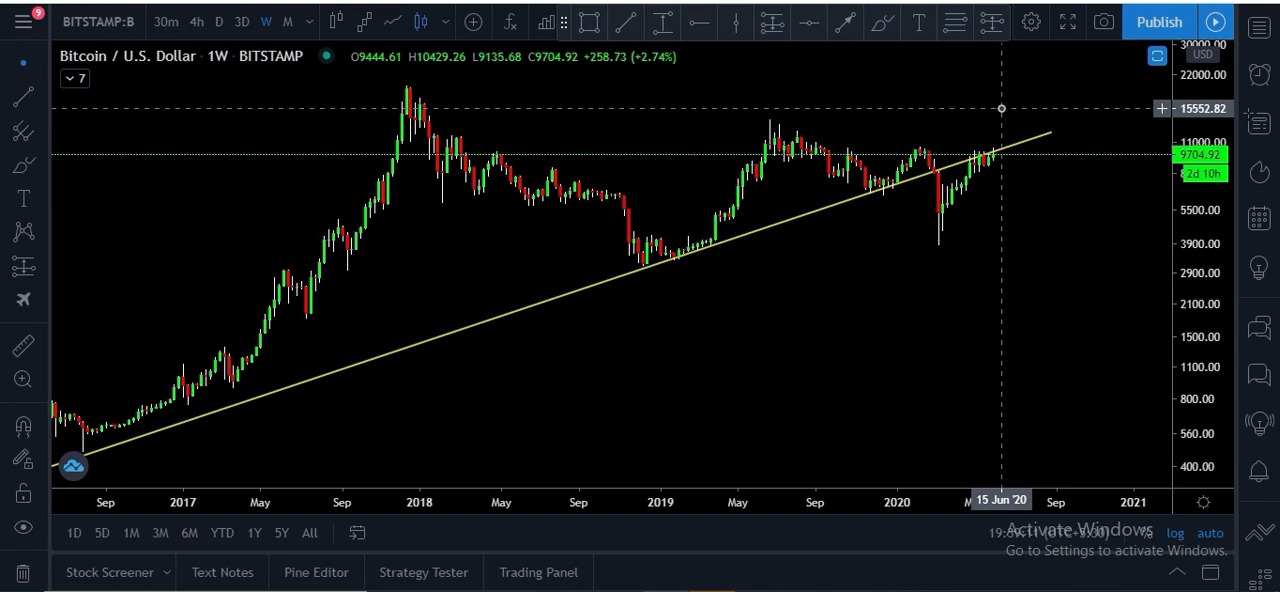 9
BITSTAMP:B 30m 4h D 3D W M Publish
Bitcoin / U.S. Dollar · 1W · BITSTAMP O9444.61 H10429.26 L9135.68 C9704.92 +258.73 (+2.74%)
7
30000.00
USD
22000.00
15552.82
11000.00
9704.92
2d 10h
5500.00
3900.00
2900.00
2100.00
1500.00
1100.00
800.00
560.00
400.00
Sep 2017 May Sep 2018 May Sep 2019 May Sep 2020 15 Jun '20 Sep 2021
1D 5D 1M 3M 6M YTD 1Y 5Y All % log auto
Activate Windows
Go to Settings to activate Windows.
Stock Screener Text Notes Pine Editor Strategy Tester Trading Panel